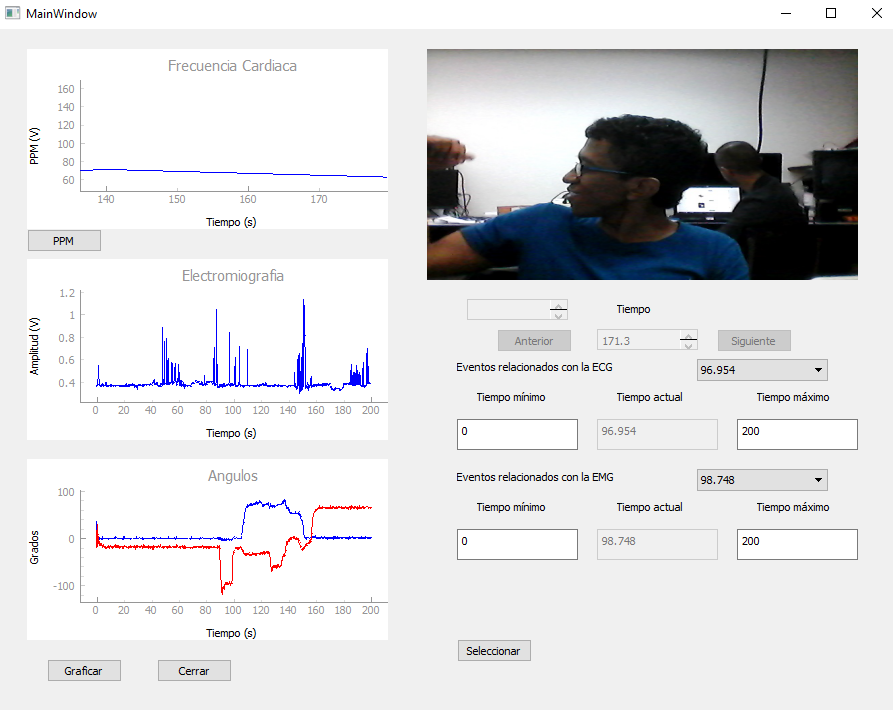 MainWindow
Frecuencia Cardiaca
PPM (V)
160
140
120
100
80
60
140 150 160 170
Tiempo (s)
PPM
Electromiografia
Amplitud (V)
1.2
1
0.8
0.6
0.4
0 20 40 60 80 100 120 140 160 180 200
Tiempo (s)
Angulos
Grados
100
0
-100
0 20 40 60 80 100 120 140 160 180 200
Tiempo (s)
Graficar Cerrar
Tiempo
Anterior 171.3 Siguiente
Eventos relacionados con la ECG 96.954
Tiempo mínimo Tiempo actual Tiempo máximo
0 96.954 200
Eventos relacionados con la EMG 98.748
Tiempo mínimo Tiempo actual Tiempo máximo
0 98.748 200
Seleccionar